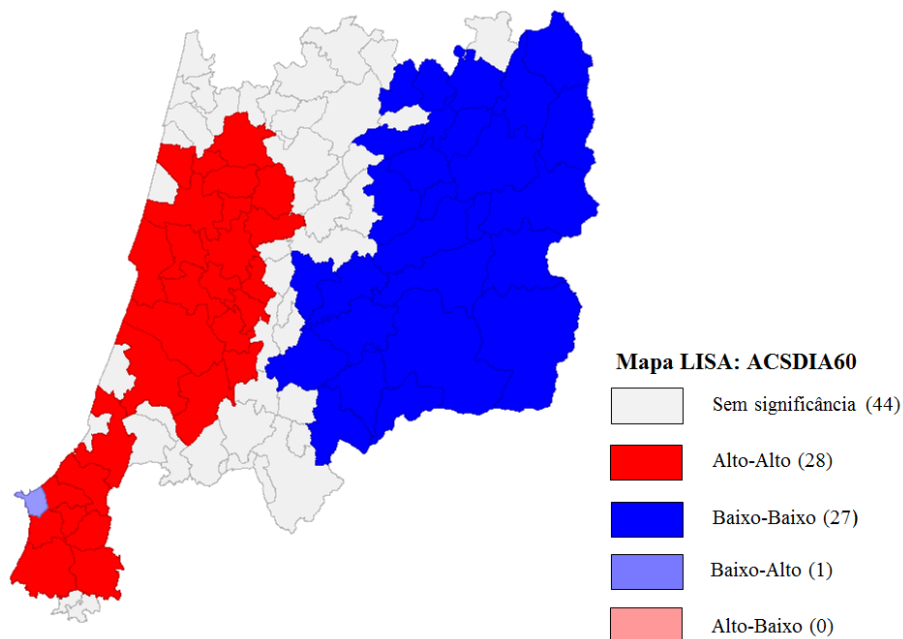 Mapa LISA: ACSDIA60
Sem significância (44)
Alto-Alto (28)
Baixo-Baixo (27)
Baixo-Alto (1)
Alto-Baixo (0)